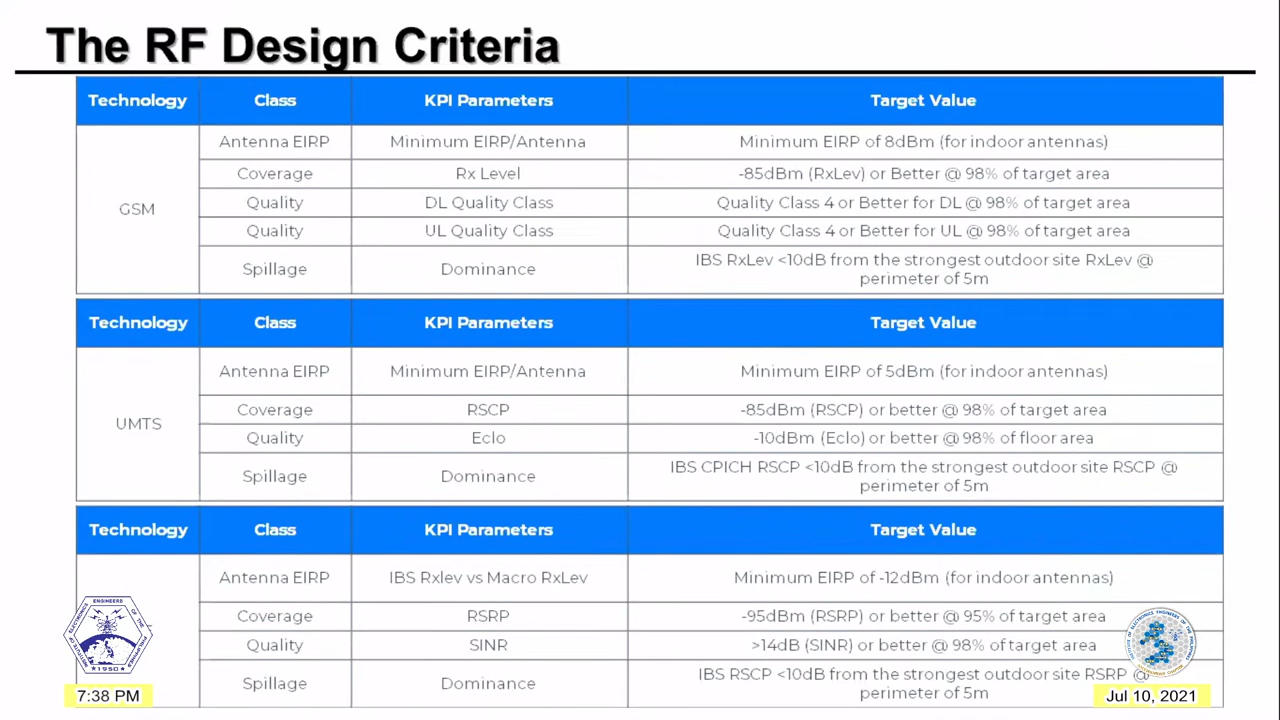 The RF Design Criteria
Technology Class KPI Parameters Target Value
Antenna EIRP Minimum EIRP/Antenna Minimum EIRP of 8dBm (for indoor antennas)
Coverage Rx Level -85dBm (RxLev) or Better @ 98% of target area
GSM Quality DL Quality Class Quality Class 4 or Better for DL @ 98% of target area
Quality UL Quality Class Quality Class 4 or Better for UL @ 98% of target area
Spillage Dominance IBS RxLev <10dB from the strongest outdoor site RxLev @
perimeter of 5m
Technology Class KPI Parameters Target Value
Antenna EIRP Minimum EIRP/Antenna Minimum EIRP of 5dBm (for indoor antennas)
Coverage RSCP -85dBm (RSCP) or better @ 98% of target area
UMTS Quality EcIo -10dBm (EcIo) or better @ 98% of floor area
Spillage Dominance IBS CPICH RSCP <10dB from the strongest outdoor site RSCP @
perimeter of 5m
Technology Class KPI Parameters Target Value
Antenna EIRP IBS Rxlev vs Macro RxLev Minimum EIRP of -12dBm (for indoor antennas)
Coverage RSRP -95dBm (RSRP) or better @ 95% of target area
Quality SINR >14dB (SINR) or better @ 98% of target area
Spillage Dominance IBS RSCP <10dB from the strongest outdoor site RSRP @
perimeter of 5m
INSTITUTE OF ELECTRONICS ENGINEERS OF THE PHILIPPINES
1950
7:38 PM
Jul 10, 2021